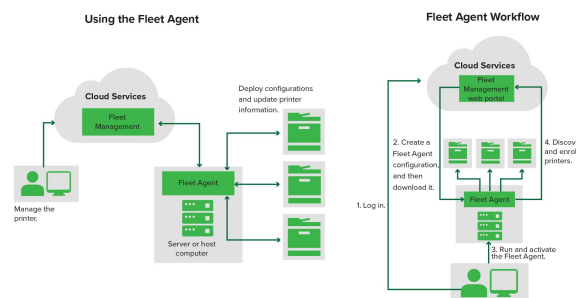 Using the Fleet Agent
Cloud Services
Fleet
Management
Deploy configurations
and update printer
information.
Fleet Agent
Manage the
printer.
Server or host
computer
Fleet Agent Workflow
Cloud Services
Fleet
Management
web portal
2. Create a
Fleet Agent
configuration,
and then
download it.
4. Discov
and enrol
printers.
1. Log in.
Fleet Agent
3. Run and activate
the Fleet Agent.